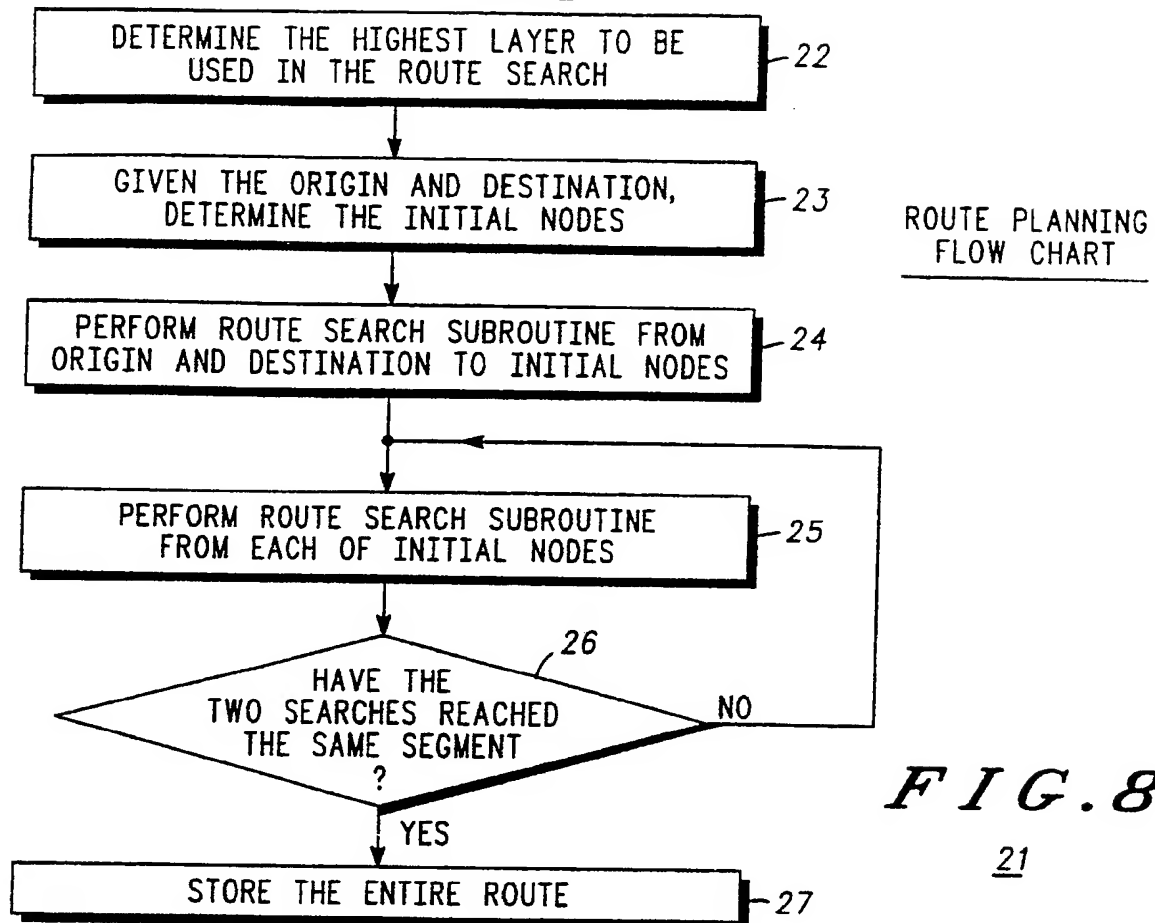 DETERMINE THE HIGHEST LAYER TO BE
USED IN THE ROUTE SEARCH
22
GIVEN THE ORIGIN AND DESTINATION,
DETERMINE THE INITIAL NODES
23
ROUTE PLANNING
FLOW CHART
PERFORM ROUTE SEARCH SUBROUTINE FROM
ORIGIN AND DESTINATION TO INITIAL NODES
24
PERFORM ROUTE SEARCH SUBROUTINE
FROM EACH OF INITIAL NODES
25
26
HAVE THE
TWO SEARCHES REACHED
THE SAME SEGMENT
?
NO
YES
FIG.8
21
STORE THE ENTIRE ROUTE
27